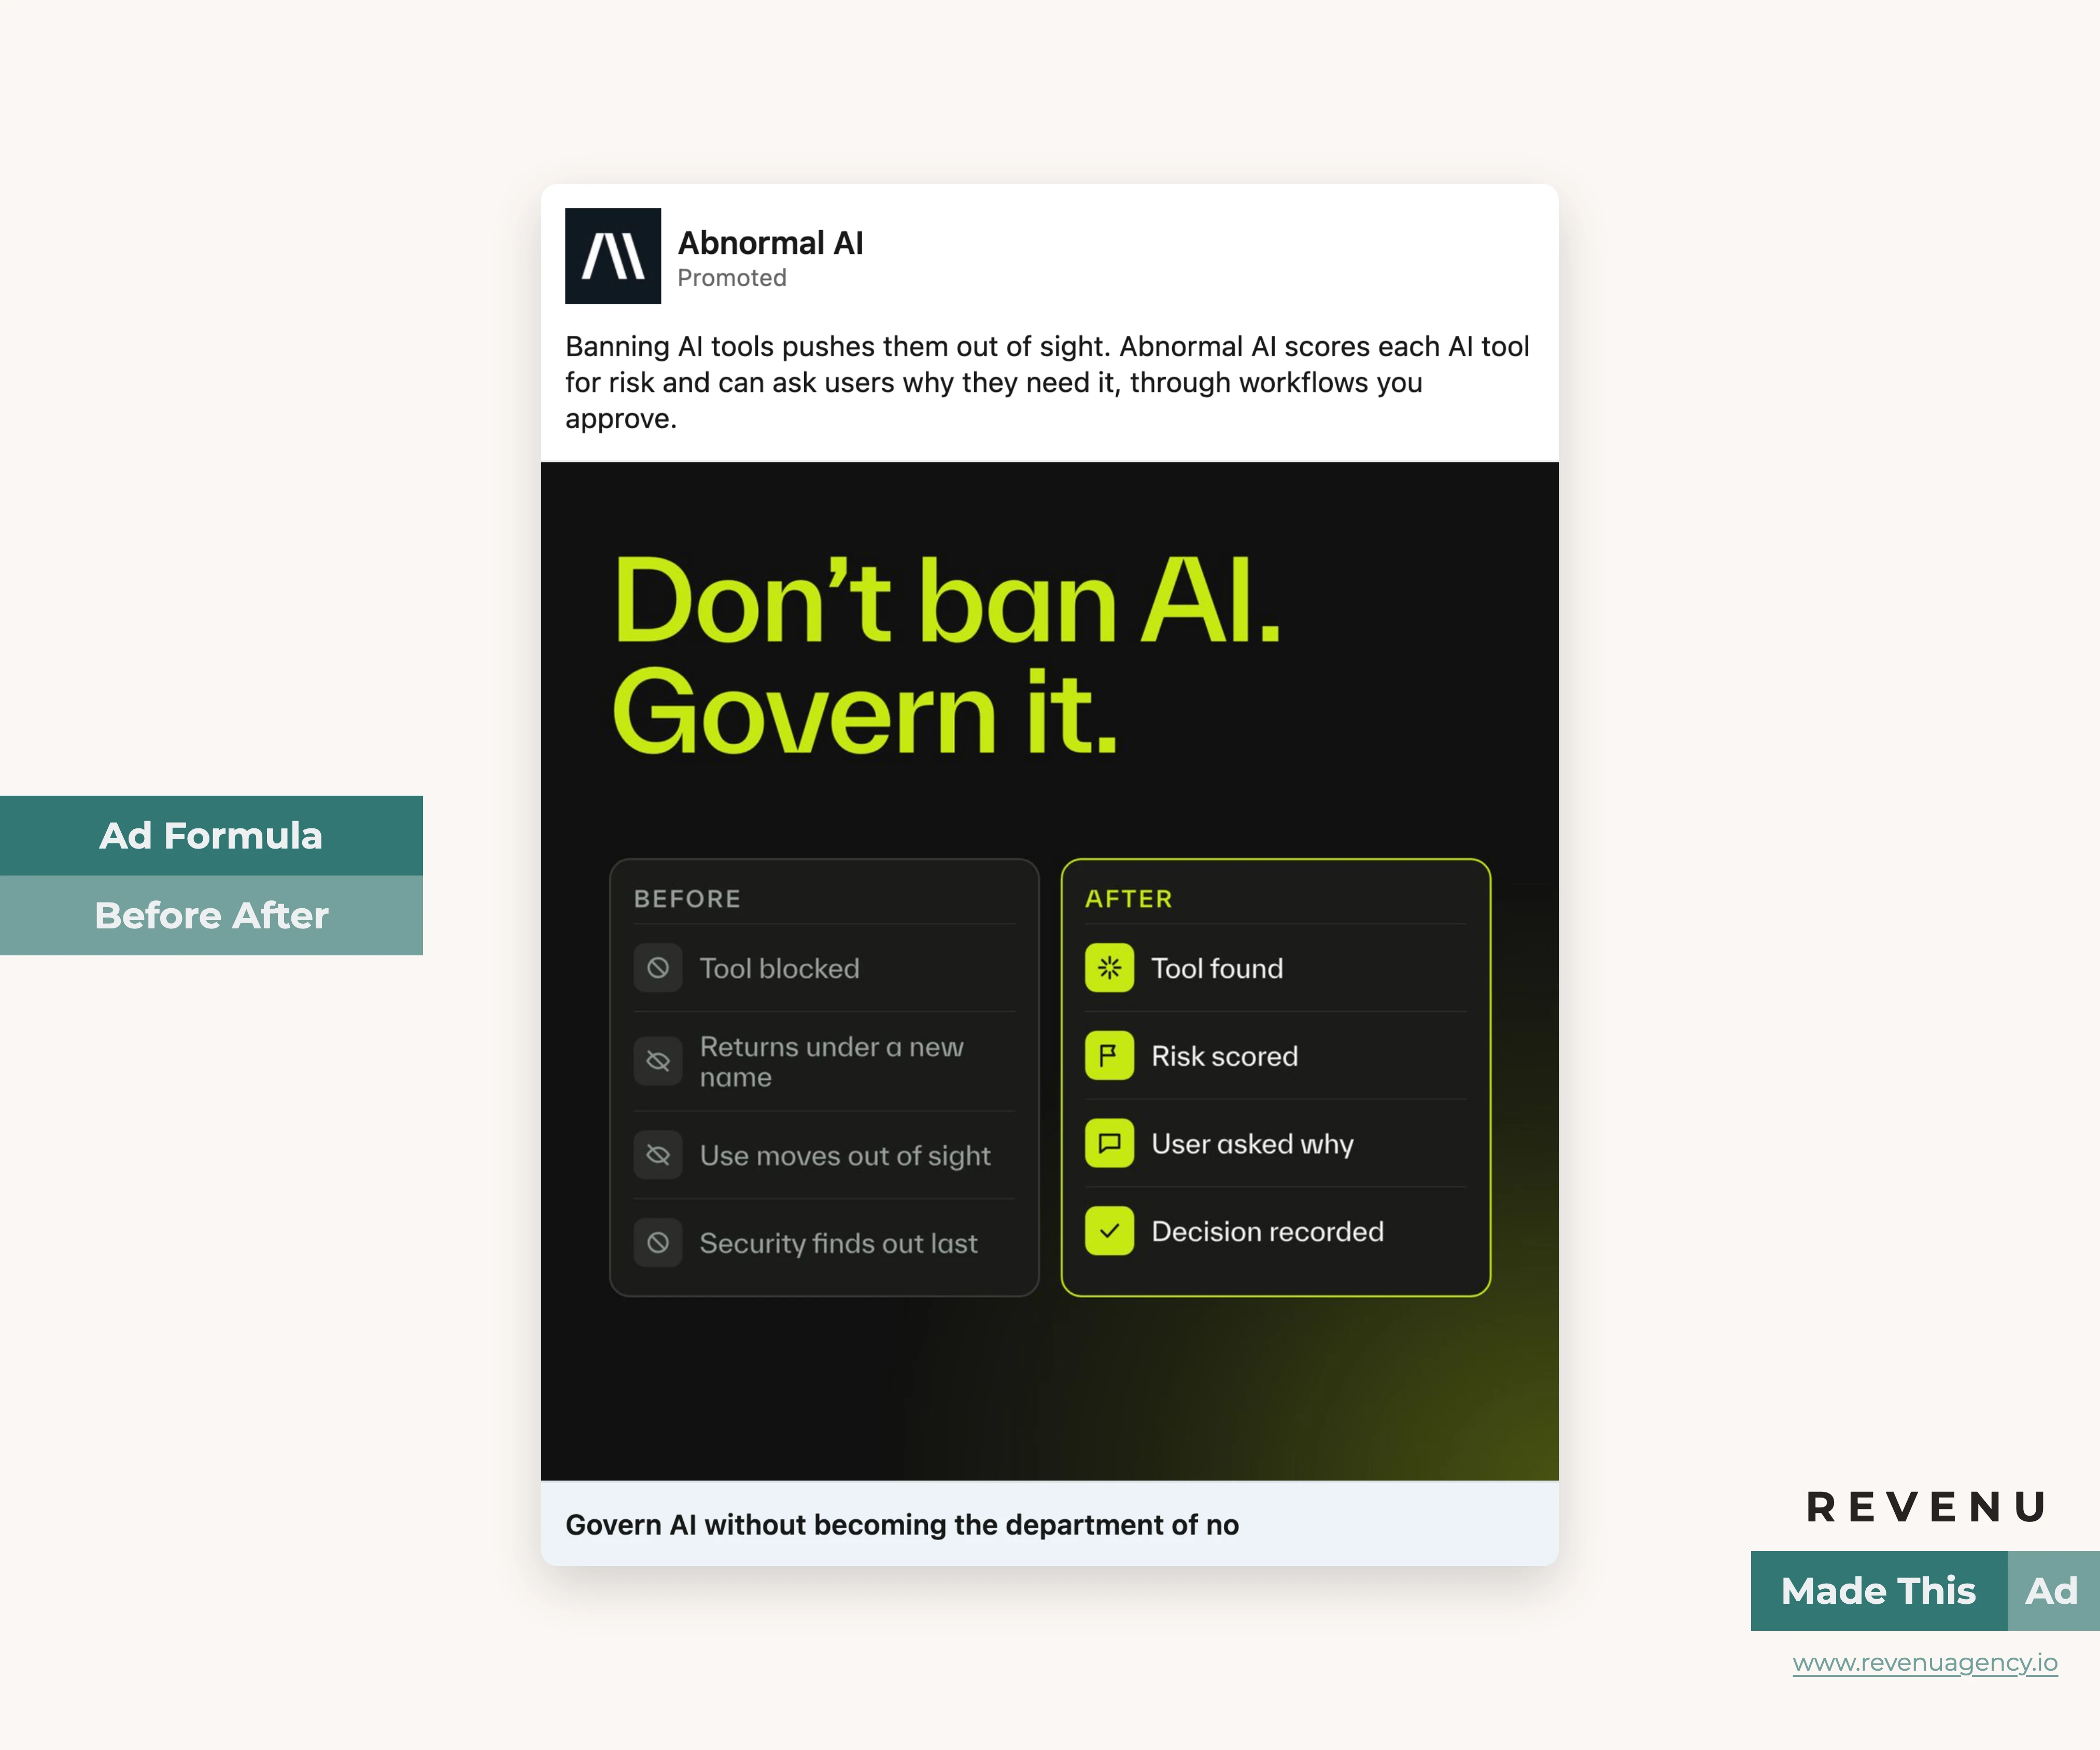 Abnormal AI
Promoted
Banning AI tools pushes them out of sight. Abnormal AI scores each AI tool
for risk and can ask users why they need it, through workflows you
approve.
Don’t ban AI.
Govern it.
Ad Formula
Before After
BEFORE
Tool blocked
Returns under a new
name
Use moves out of sight
Security finds out last
AFTER
Tool found
Risk scored
User asked why
Decision recorded
Govern AI without becoming the department of no
REVENU
Made This Ad
www.revenuagency.io